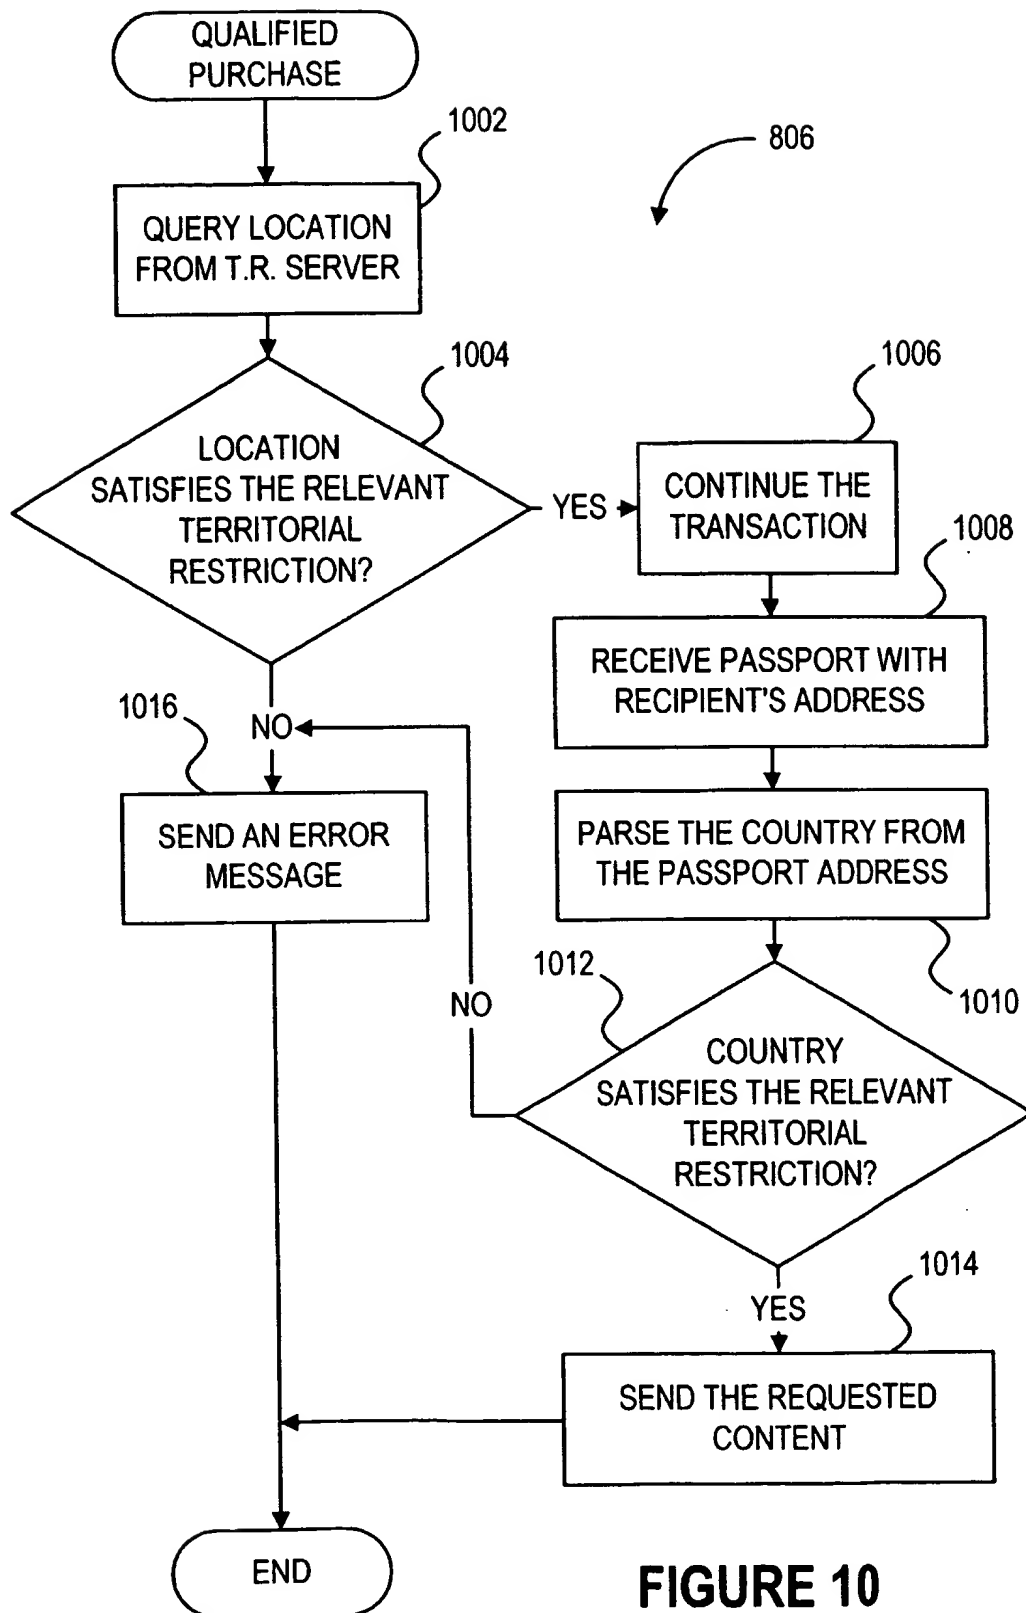 QUALIFIED
PURCHASE
1002
806
QUERY LOCATION
FROM T.R. SERVER
1004
1006
LOCATION
SATISFIES THE RELEVANT
TERRITORIAL
RESTRICTION?
YES
CONTINUE THE
TRANSACTION
1008
RECEIVE PASSPORT WITH
RECIPIENT'S ADDRESS
1016
NO
SEND AN ERROR
MESSAGE
PARSE THE COUNTRY FROM
THE PASSPORT ADDRESS
1012
1010
NO
COUNTRY
SATISFIES THE RELEVANT
TERRITORIAL
RESTRICTION?
1014
YES
SEND THE REQUESTED
CONTENT
END
FIGURE 10